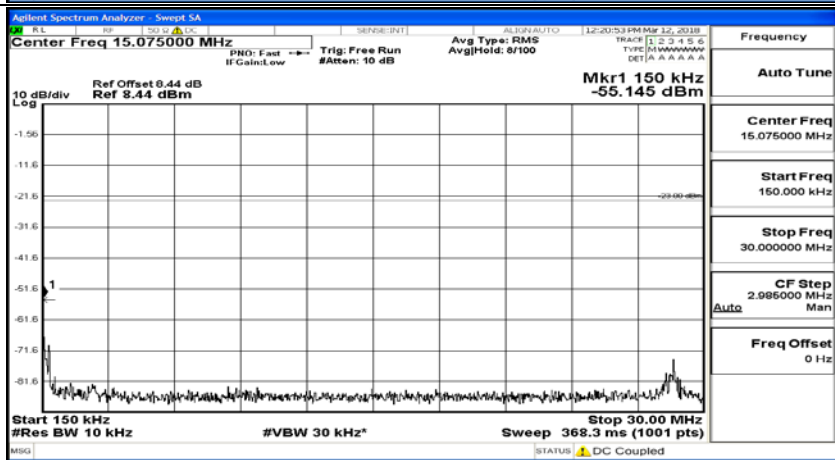 Agilent Spectrum Analyzer - Swept SA
RL RF 50 Ω DC SENSE:INT ALIGN AUTO 12:20:53 PM Mar 12, 2018
Center Freq 15.075000 MHz
PNO: Fast
IFGain:Low
Trig: Free Run
#Atten: 10 dB
Avg Type: RMS
Avg|Hold: 8/100
TRACE 1 2 3 4 5 6
TYPE M W W W W W
DET A A A A A A
Ref Offset 8.44 dB
10 dB/div Ref 8.44 dBm
Log
Mkr1 150 kHz
-55.145 dBm
-1.56
-11.6
-21.6
-23.00 dBm
-31.6
-41.6
-51.6
1
-61.6
-71.6
-81.6
Start 150 kHz
Stop 30.00 MHz
#Res BW 10 kHz #VBW 30 kHz* Sweep 368.3 ms (1001 pts)
MSG STATUS DC Coupled
Frequency
Auto Tune
Center Freq
15.075000 MHz
Start Freq
150.000 kHz
Stop Freq
30.000000 MHz
CF Step
2.985000 MHz
Auto Man
Freq Offset
0 Hz